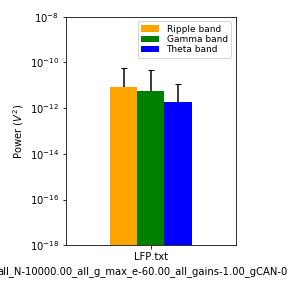 10⁻⁸
10⁻¹⁰
10⁻¹²
10⁻¹⁴
10⁻¹⁶
10⁻¹⁸
Power (V²)
Ripple band
Gamma band
Theta band
LFP.txt
all_N-10000.00_all_g_max_e-60.00_all_gains-1.00_gCAN-0